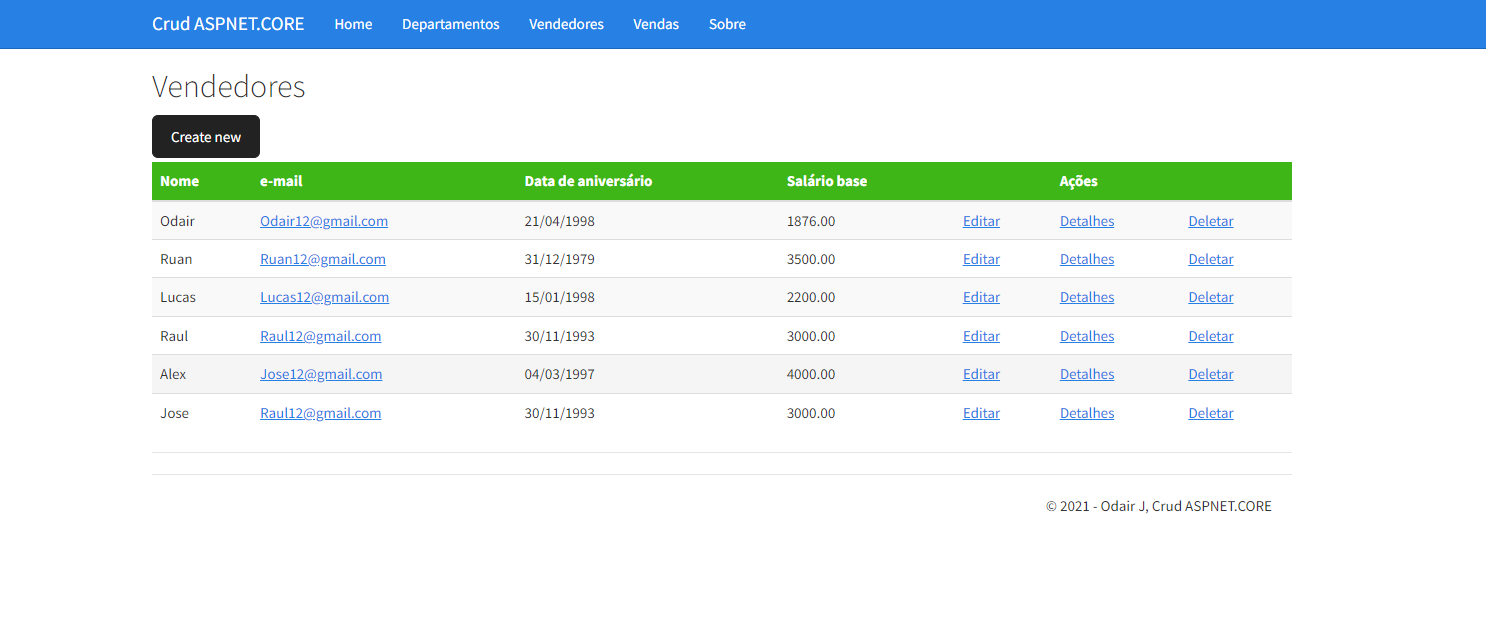 Crud ASPNET.CORE Home Departamentos Vendedores Vendas Sobre
Vendedores
Create new
Nome e-mail Data de aniversário Salário base Ações
Odair Odair12@gmail.com 21/04/1998 1876.00 Editar Detalhes Deletar
Ruan Ruan12@gmail.com 31/12/1979 3500.00 Editar Detalhes Deletar
Lucas Lucas12@gmail.com 15/01/1998 2200.00 Editar Detalhes Deletar
Raul Raul12@gmail.com 30/11/1993 3000.00 Editar Detalhes Deletar
Alex Jose12@gmail.com 04/03/1997 4000.00 Editar Detalhes Deletar
Jose Raul12@gmail.com 30/11/1993 3000.00 Editar Detalhes Deletar
© 2021 - Odair J, Crud ASPNET.CORE